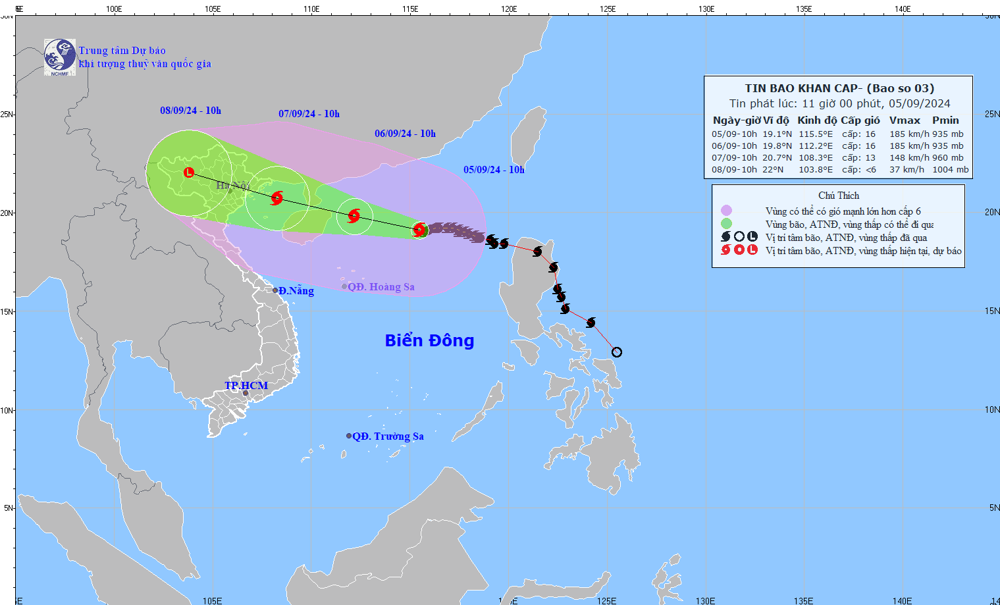 E 100E 105E 110E 115E 120E 125E 130E 135E 140E
30N
Trung tâm Dự báo
khí tượng thuỷ văn quốc gia
NCHMF
TIN BAO KHAN CAP- (Bao so 03)
Tin phát lúc: 11 giờ 00 phút, 05/09/2024
Ngày-giờ Vĩ độ Kinh độ Cấp gió Vmax Pmin
05/09-10h 19.1°N 115.5°E cấp: 16 185 km/h 935 mb
06/09-10h 19.8°N 112.2°E cấp: 16 185 km/h 935 mb
07/09-10h 20.7°N 108.3°E cấp: 13 148 km/h 960 mb
08/09-10h 22°N 103.8°E cấp: <6 37 km/h 1004 mb
08/09/24 - 10h
07/09/24 - 10h
25N 25N
06/09/24 - 10h
05/09/24 - 10h
L
Hà Nội
Chú Thích
Vùng có thể có gió mạnh lớn hơn cấp 6
Vùng bão, ATNĐ, vùng thấp có thể đi qua
L Vị trí tâm bão, ATNĐ, vùng thấp đã qua
L Vị trí tâm bão, ATNĐ, vùng thấp hiện tại, dự báo
20N 20N
Đ.Nẵng
QĐ. Hoàng Sa
15N 15N
Biển Đông
TP.HCM
10N 10N
QĐ. Trường Sa
5N 5N
E 105E 110E 115E 120E 125E 130E 135E 140E